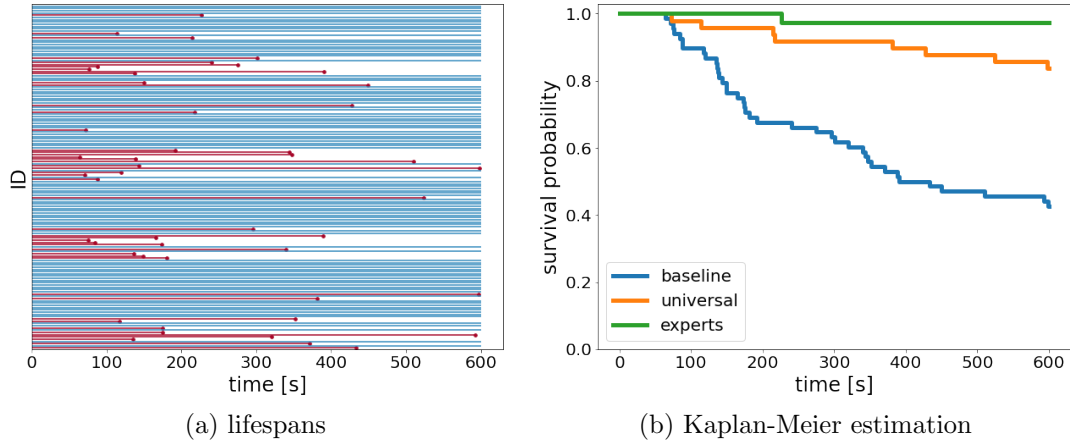 ID
0 100 200 300 400 500 600
time [s]
(a) lifespans
survival probability
1.0
0.8
0.6
0.4
0.2
0.0
baseline
universal
experts
0 100 200 300 400 500 600
time [s]
(b) Kaplan-Meier estimation